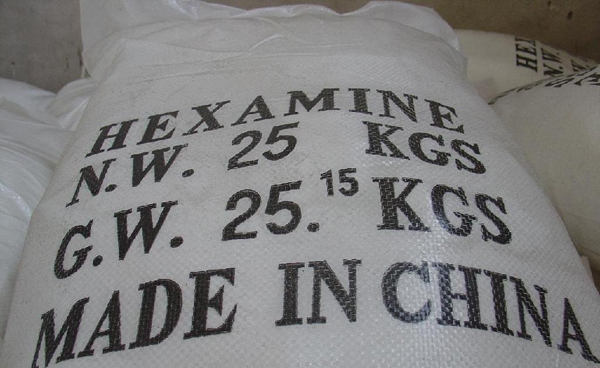 HEXAMINE
N.W. 25 KGS
G.W. 25.15 KGS
MADE IN CHINA
N.W.
G.W.